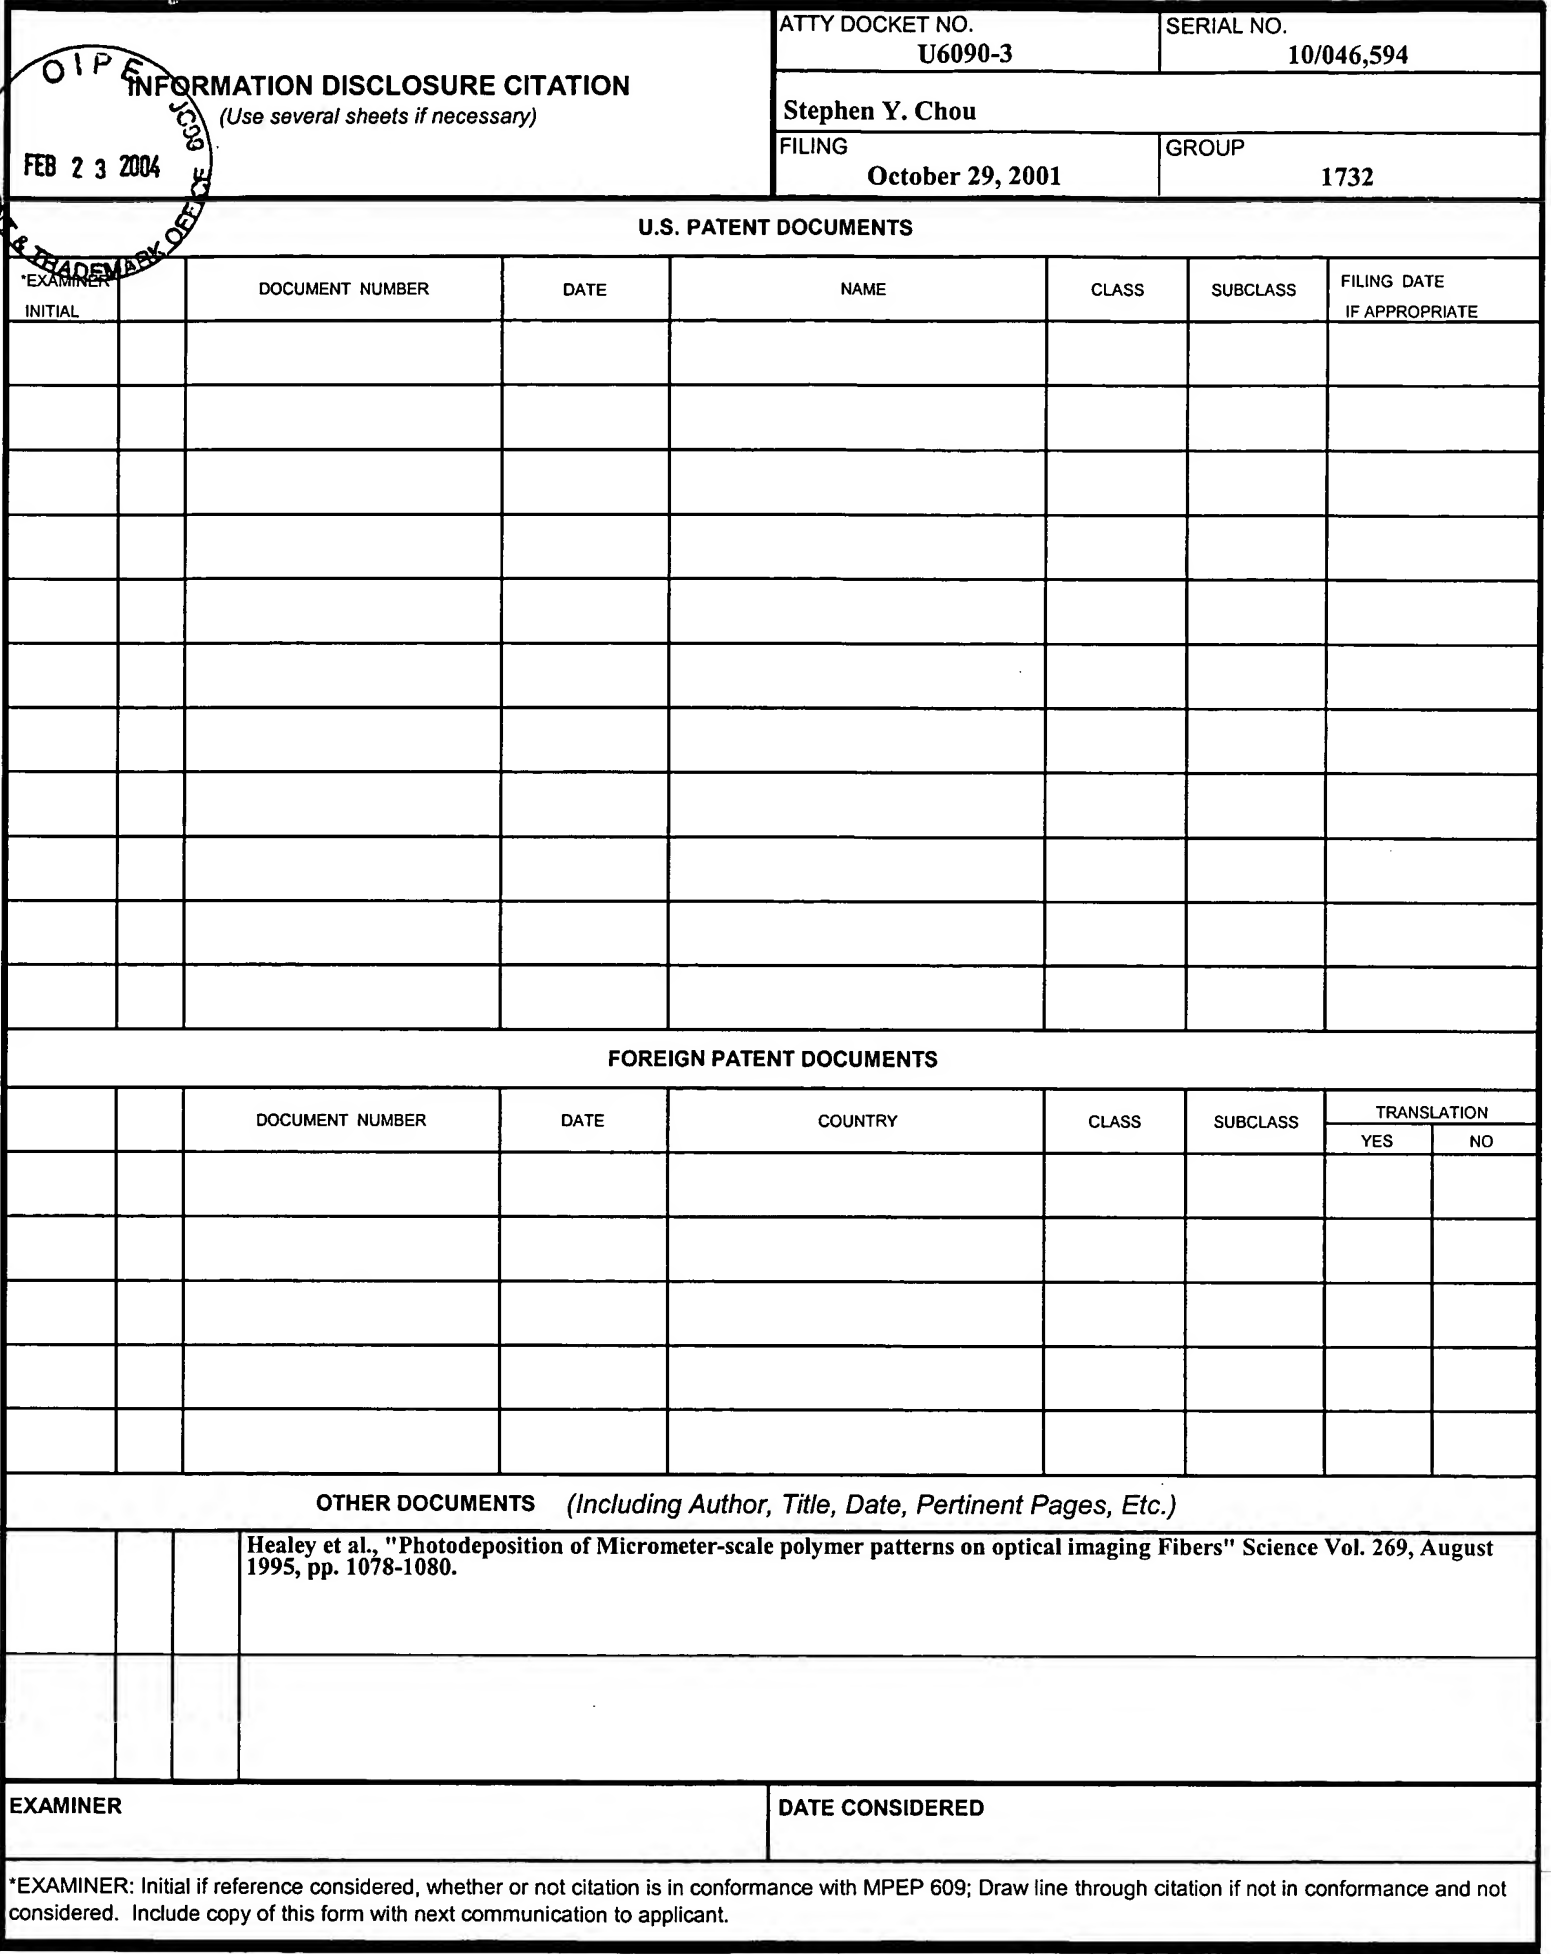 ATTY DOCKET NO.
U6090-3
SERIAL NO.
10/046,594
OIPE JC08
FEB 2 3 2004
& TRADEMARK OFFICE
INFORMATION DISCLOSURE CITATION
(Use several sheets if necessary)
Stephen Y. Chou
FILING
October 29, 2001
GROUP
1732
U.S. PATENT DOCUMENTS
*EXAMINER
INITIAL
DOCUMENT NUMBER
DATE
NAME
CLASS
SUBCLASS
FILING DATE
IF APPROPRIATE
FOREIGN PATENT DOCUMENTS
DOCUMENT NUMBER
DATE
COUNTRY
CLASS
SUBCLASS
TRANSLATION
YES
NO
OTHER DOCUMENTS (Including Author, Title, Date, Pertinent Pages, Etc.)
Healey et al., "Photodeposition of Micrometer-scale polymer patterns on optical imaging Fibers" Science Vol. 269, August
1995, pp. 1078-1080.
EXAMINER
DATE CONSIDERED
*EXAMINER: Initial if reference considered, whether or not citation is in conformance with MPEP 609; Draw line through citation if not in conformance and not
considered. Include copy of this form with next communication to applicant.